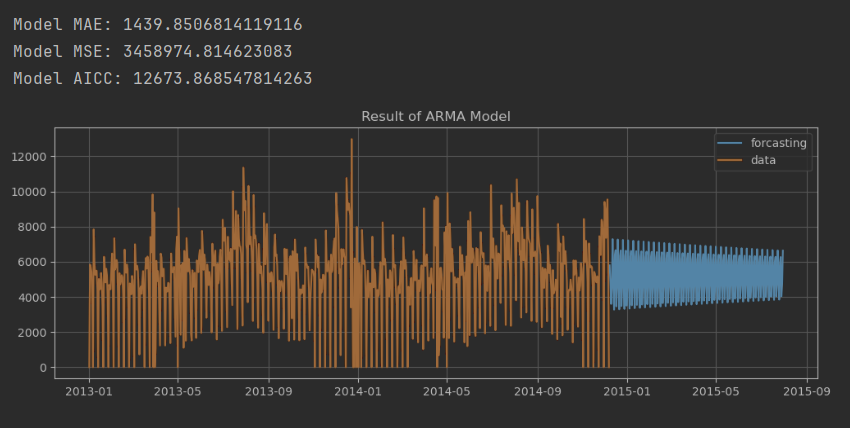 Model MAE: 1439.8506814119116
Model MSE: 3458974.814623083
Model AICC: 12673.868547814263
Result of ARMA Model
forcasting
data
12000
10000
8000
6000
4000
2000
0
2013-01 2013-05 2013-09 2014-01 2014-05 2014-09 2015-01 2015-05 2015-09